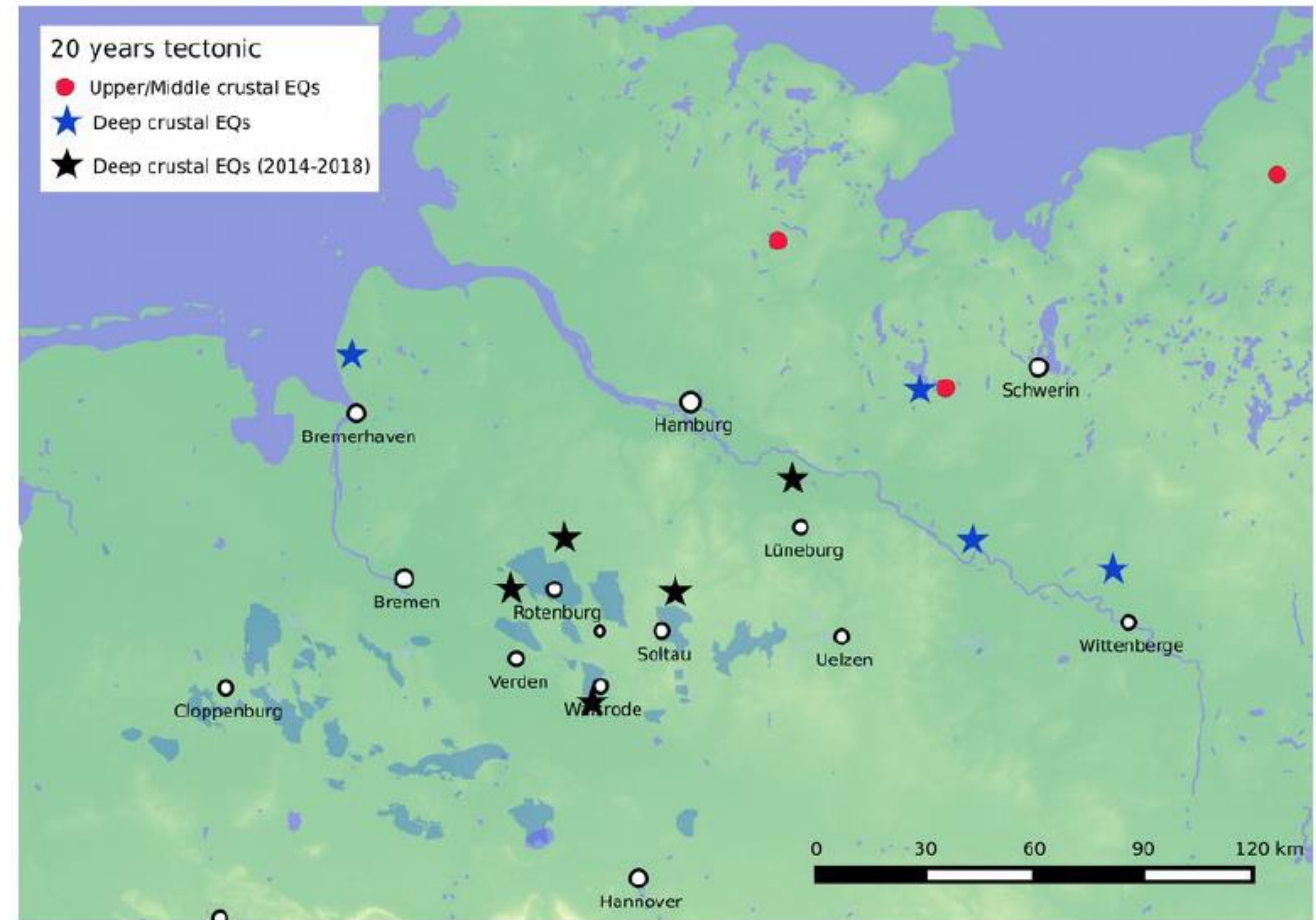 20 years tectonic
Upper/Middle crustal EQs
Deep crustal EQs
Deep crustal EQs (2014-2018)
Schwerin
Bremerhaven
Hamburg
Lüneburg
Bremen
Rotenburg
Soltau
Uelzen
Wittenberge
Verden
Cloppenburg
Walsrode
0 30 60 90 120 km
Hannover